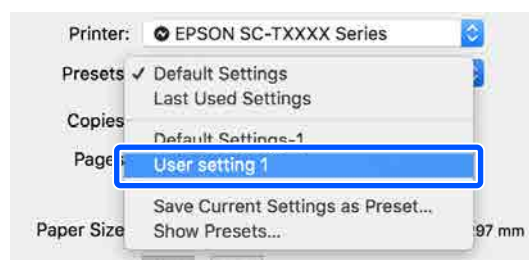 Printer: EPSON SC-TXXXX Series
Presets ✓ Default Settings
Last Used Settings
Copies
Default Settings-1
Pages User setting 1
Save Current Settings as Preset...
Paper Size Show Presets... 97 mm